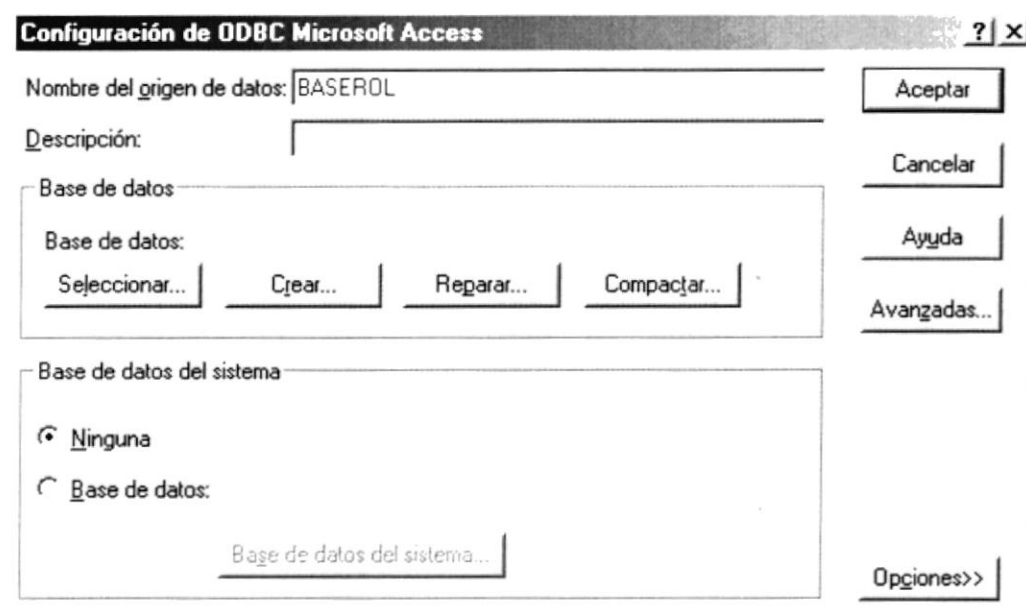 Configuración de ODBC Microsoft Access
Nombre del origen de datos: BASEROL
Aceptar
Descripción:
Cancelar
Base de datos
Base de datos:
Ayuda
Seleccionar... Crear... Reparar... Compactar...
Avanzadas...
Base de datos del sistema
Ninguna
Base de datos:
Base de datos del sistema...
Opciones>>